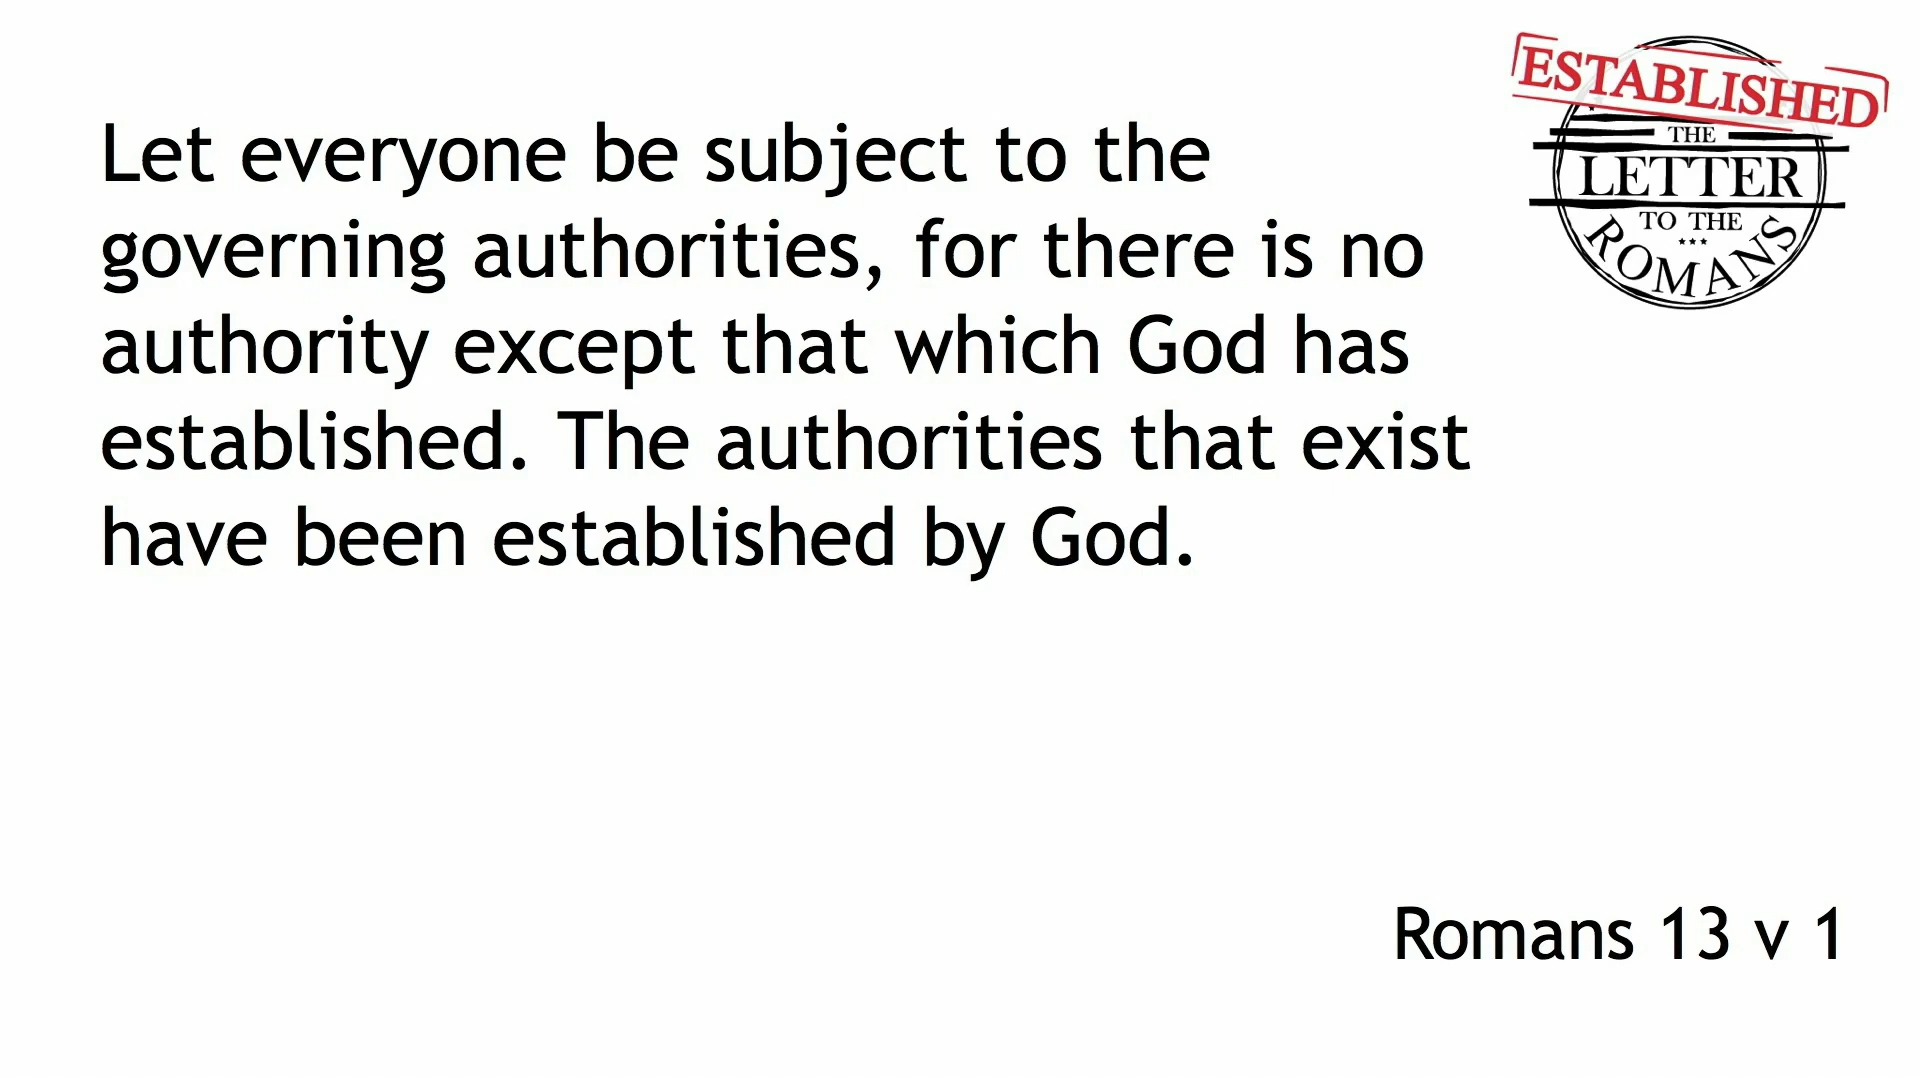 Let everyone be subject to the
governing authorities, for there is no
authority except that which God has
established. The authorities that exist
have been established by God.
Romans 13 v 1
ESTABLISHED
THE
LETTER
TO THE
ROMANS